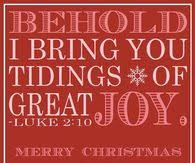 BEHOLD
I BRING YOU
TIDINGS OF
GREAT JOY.
-LUKE 2:10
MERRY CHRISTMAS